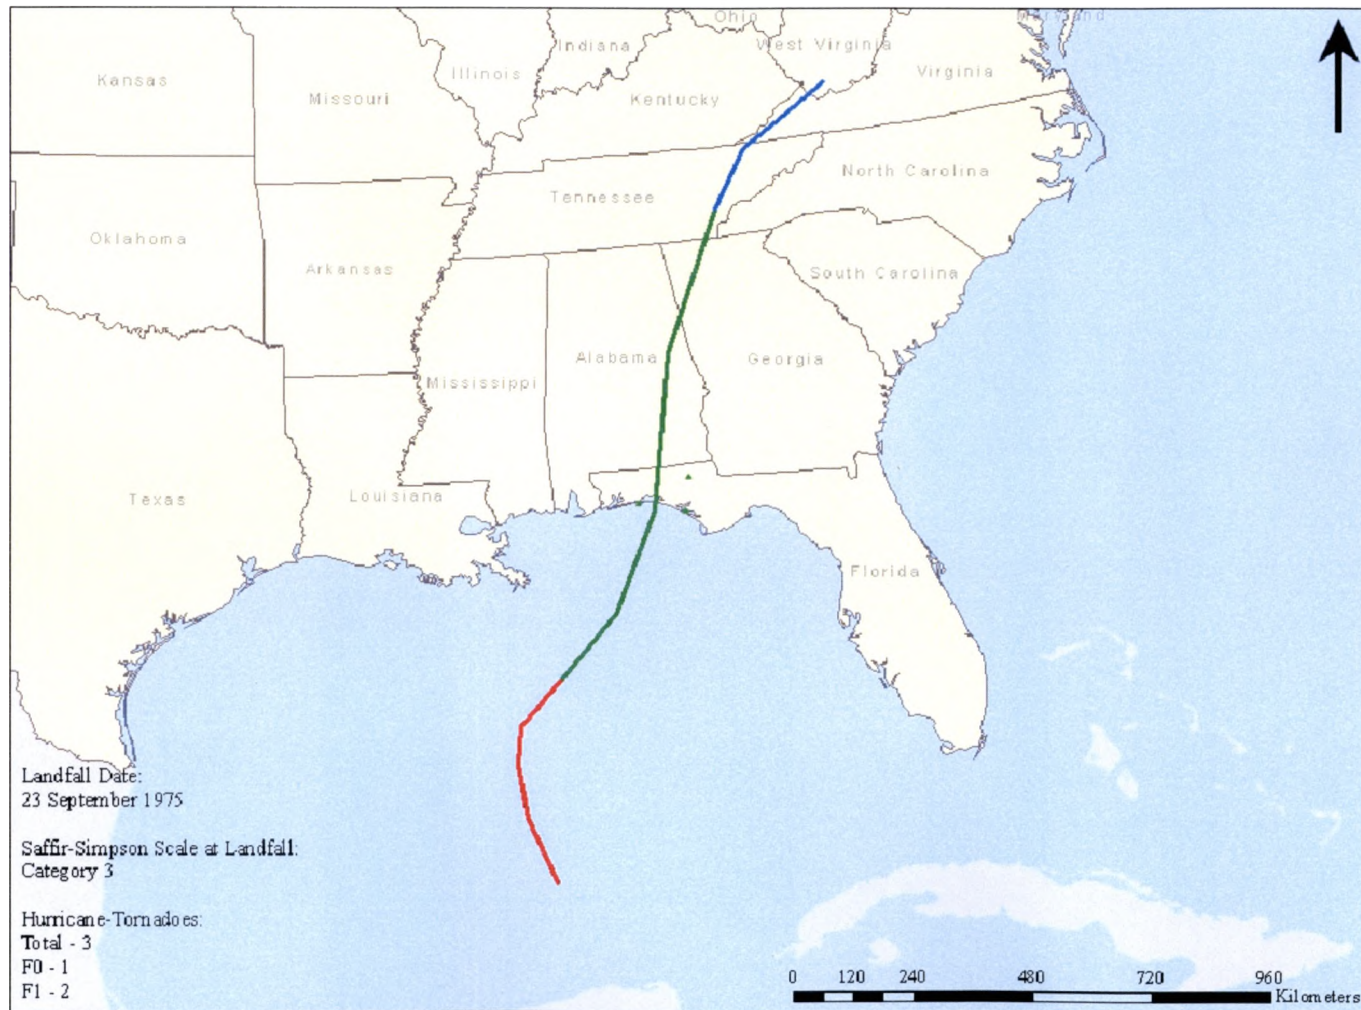 Ohio
Maryland
Indiana
West Virginia
Illinois
Virginia
Kansas
Missouri
Kentucky
North Carolina
Tennessee
Oklahoma
Arkansas
South Carolina
Alabama
Georgia
Mississippi
Texas
Louisiana
Florida
Landfall Date:
23 September 1975
Saffir-Simpson Scale at Landfall:
Category 3
Hurricane-Tornadoes:
Total - 3
F0 - 1
F1 - 2
0 120 240 480 720 960
Kilometers